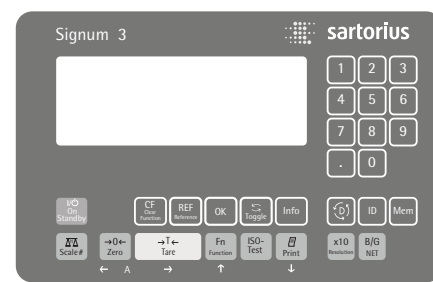 Signum 3
sartorius
1 2 3
4 5 6
7 8 9
. 0
I/⏻ On Standby
CF Clear Function
REF Reference
OK
Toggle
Info
D
ID
Mem
Scale#
→0← Zero
→T← Tare
Fn Function
ISO-Test
Print
x10 Resolution
B/G NET
← A → ↑ ↓